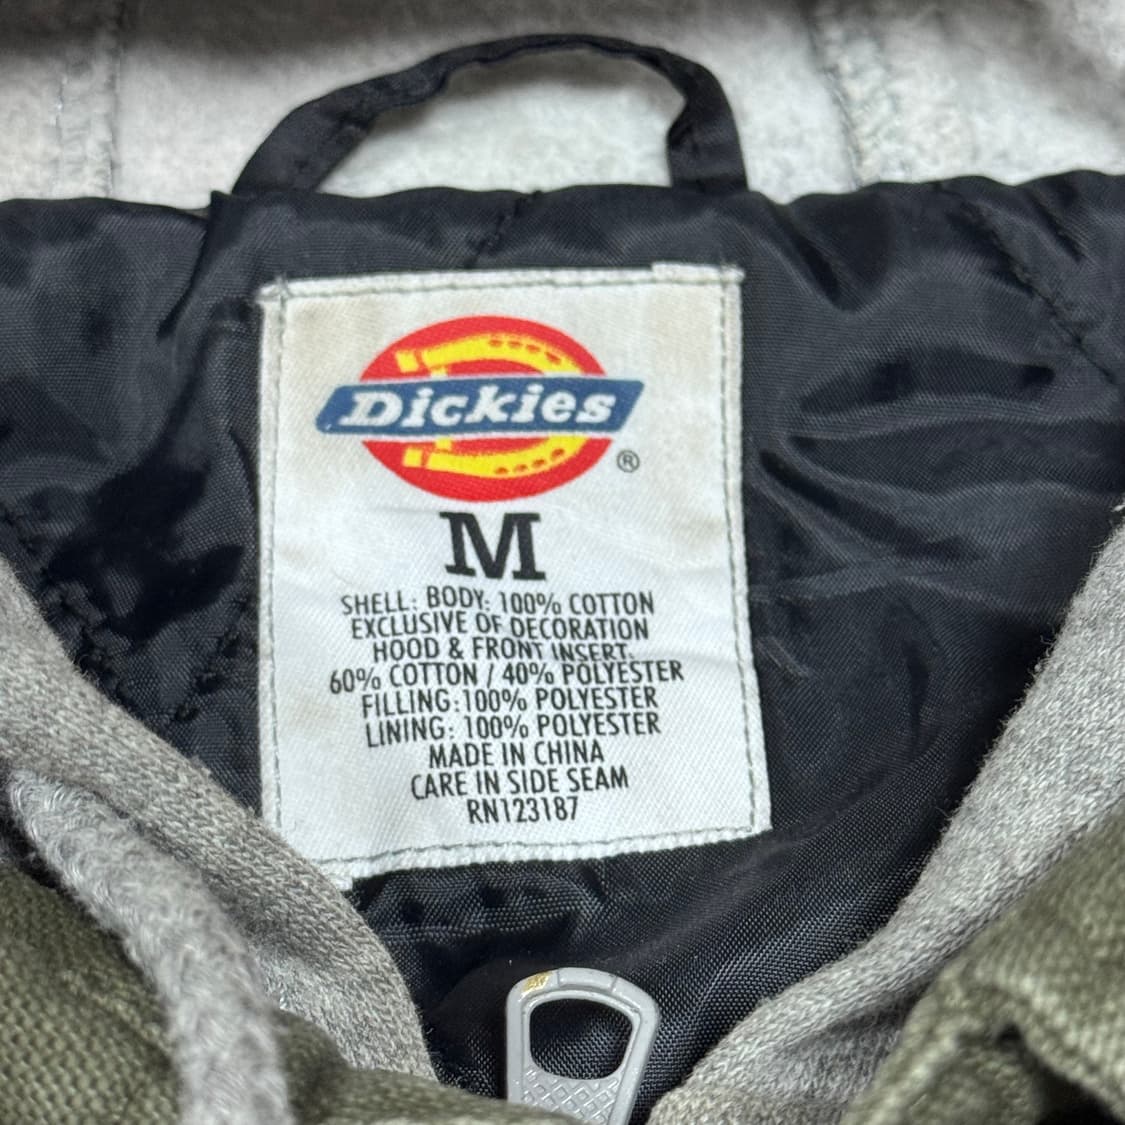 Dickies
®
M
SHELL: BODY: 100% COTTON
EXCLUSIVE OF DECORATION
HOOD & FRONT INSERT:
60% COTTON / 40% POLYESTER
FILLING:100% POLYESTER
LINING: 100% POLYESTER
MADE IN CHINA
CARE IN SIDE SEAM
RN123187